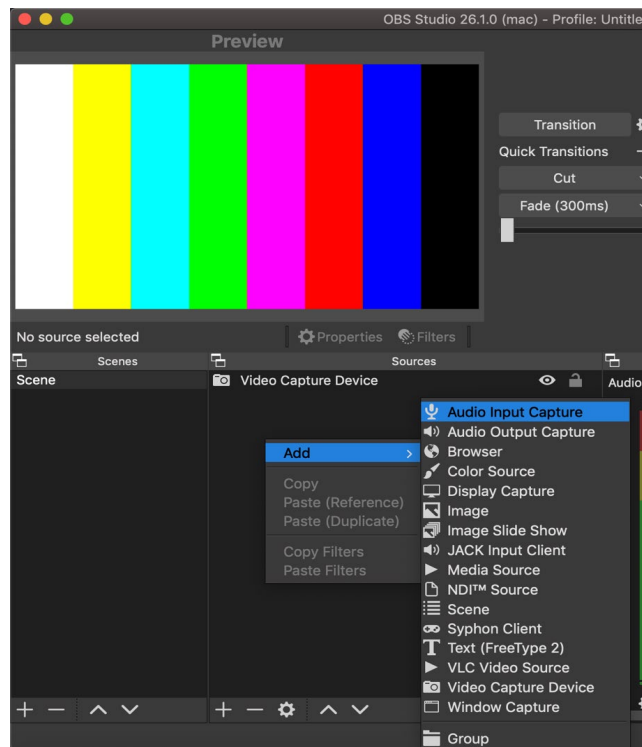 OBS Studio 26.1.0 (mac) - Profile: Untitle
Preview
Transition
Quick Transitions
Cut
Fade (300ms)
No source selected
Properties
Filters
Scenes
Sources
Scene
Video Capture Device
Audio
Add
Copy
Paste (Reference)
Paste (Duplicate)
Copy Filters
Paste Filters
Audio Input Capture
Audio Output Capture
Browser
Color Source
Display Capture
Image
Image Slide Show
JACK Input Client
Media Source
NDI™ Source
Scene
Syphon Client
Text (FreeType 2)
VLC Video Source
Video Capture Device
Window Capture
Group